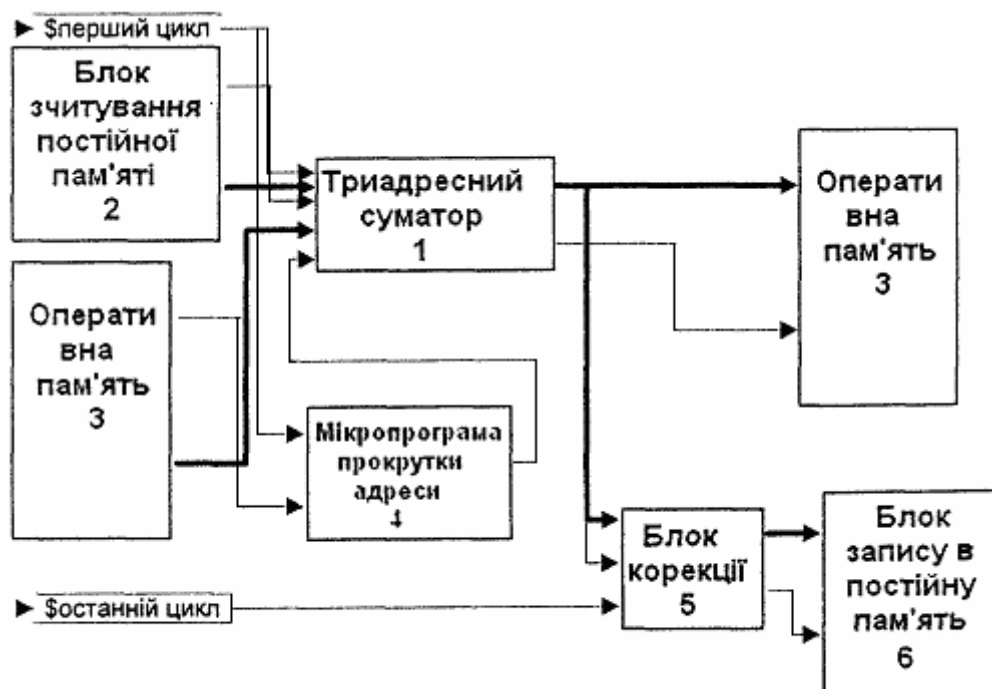 $перший цикл
Блок
зчитування
постійної
пам'яті
2
Операти
вна
пам'ять
3
Триадресний
суматор
1
Мікропрограма
прокрутки
адреси
4
Операти
вна
пам'ять
3
Блок
корекції
5
Блок
запису в
постійну
пам'ять
6
$останній цикл